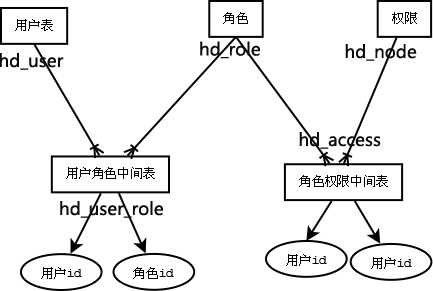 用户表
角色
权限
hd_user
hd_role
hd_node
hd_access
用户角色中间表
角色权限中间表
hd_user_role
用户id
角色id
用户id
用户id